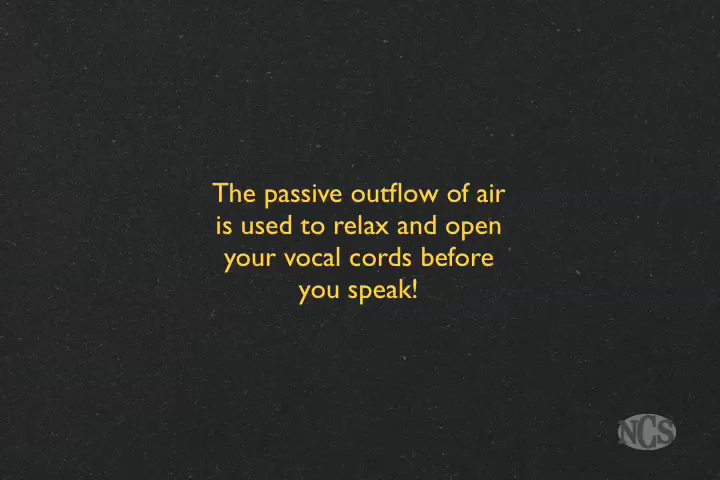 The passive outflow of air
is used to relax and open
your vocal cords before
you speak!
NCS